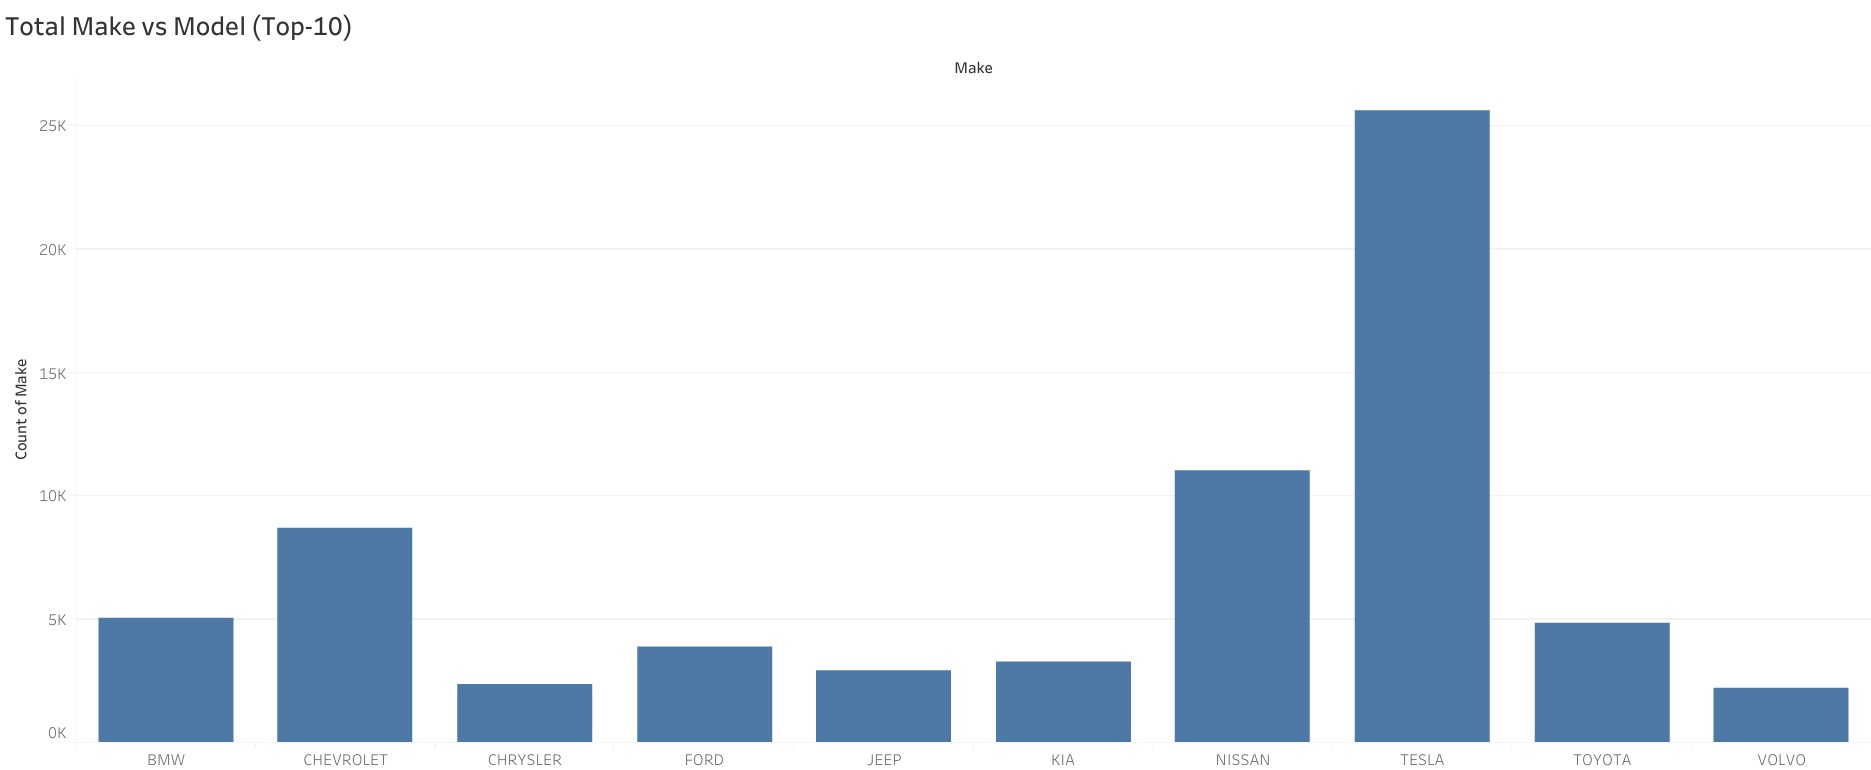 Total Make vs Model (Top-10)
Make
Count of Make
25K
20K
15K
10K
5K
0K
BMW CHEVROLET CHRYSLER FORD JEEP KIA NISSAN TESLA TOYOTA VOLVO